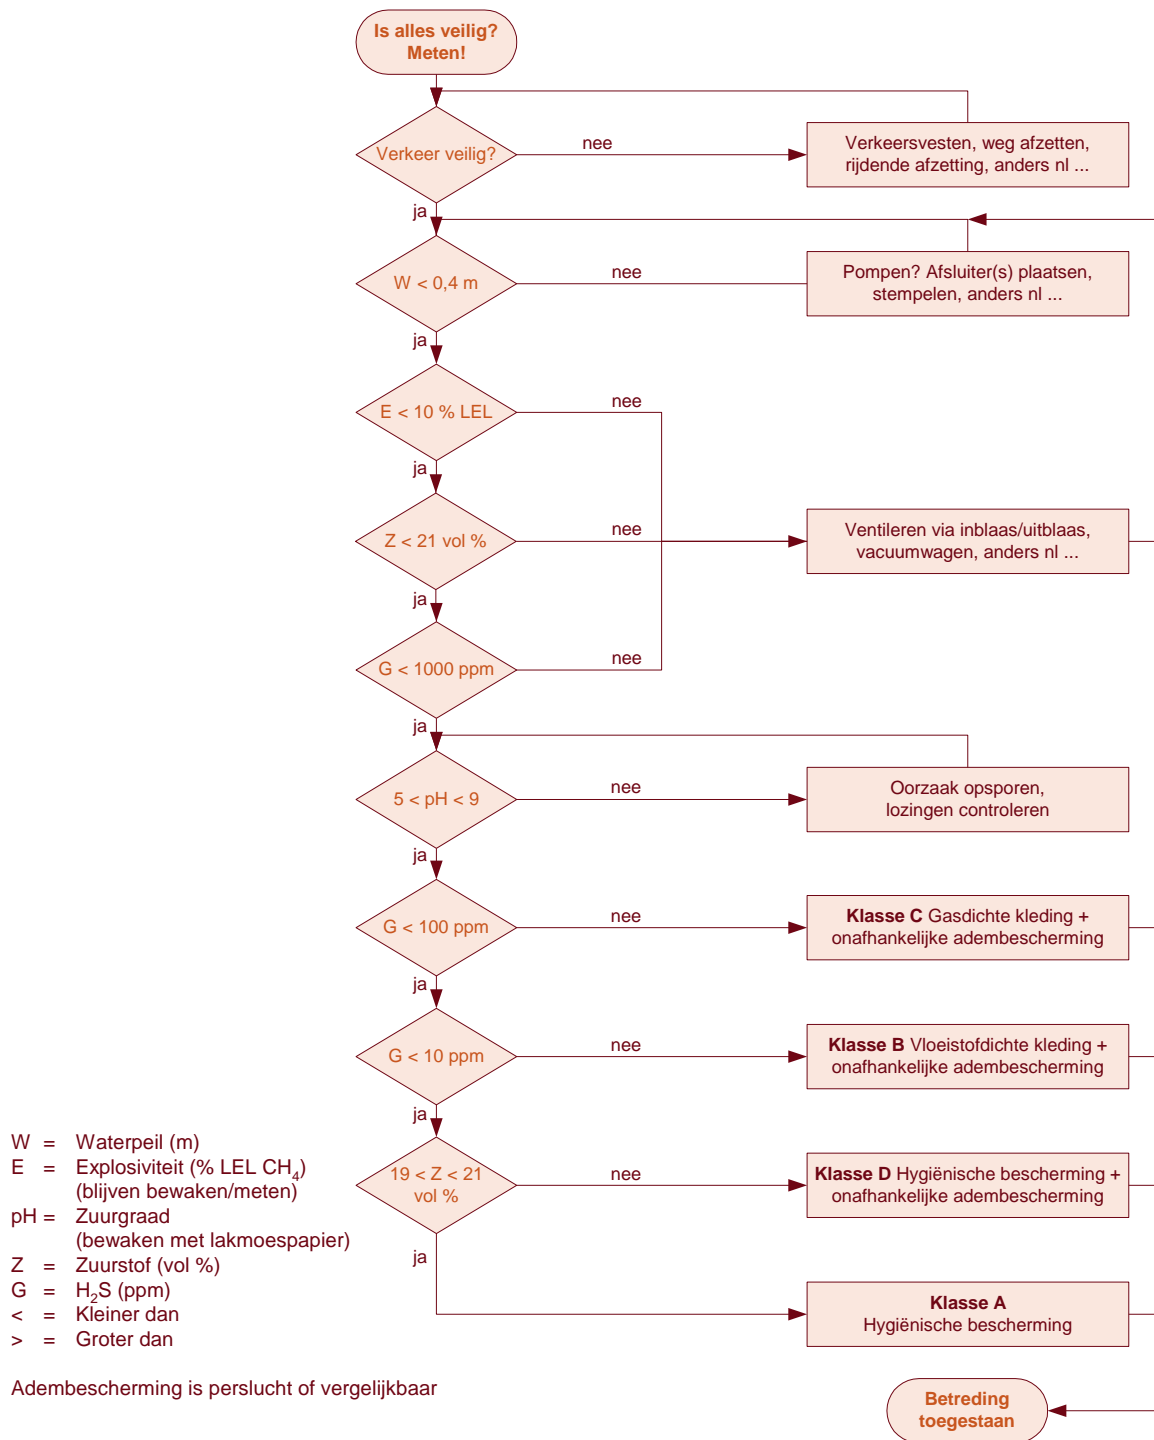 Is alles veilig?
Meten!
Verkeer veilig?
nee
Verkeersvesten, weg afzetten,
rijdende afzetting, anders nl ...
ja
W < 0,4 m
nee
Pompen? Afsluiter(s) plaatsen,
stempelen, anders nl ...
ja
E < 10 % LEL
nee
ja
Z < 21 vol %
nee
Ventileren via inblaas/uitblaas,
vacuumwagen, anders nl ...
ja
G < 1000 ppm
nee
ja
5 < pH < 9
nee
Oorzaak opsporen,
lozingen controleren
ja
G < 100 ppm
nee
Klasse C Gasdichte kleding +
onafhankelijke adembescherming
ja
G < 10 ppm
nee
Klasse B Vloeistofdichte kleding +
onafhankelijke adembescherming
ja
19 < Z < 21
vol %
nee
Klasse D Hygiënische bescherming +
onafhankelijke adembescherming
ja
Klasse A
Hygiënische bescherming
Betreding
toegestaan
W = Waterpeil (m)
E = Explosiviteit (% LEL CH₄)
(blijven bewaken/meten)
pH = Zuurgraad
(bewaken met lakmoespapier)
Z = Zuurstof (vol %)
G = H₂S (ppm)
< = Kleiner dan
> = Groter dan
Adembescherming is perslucht of vergelijkbaar